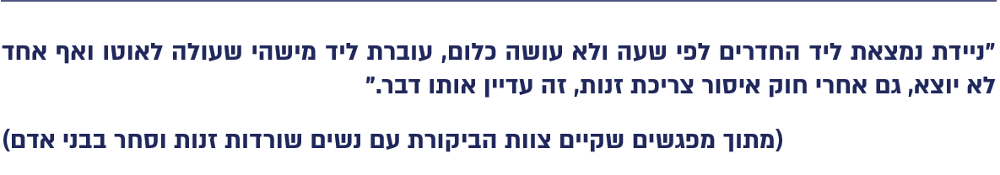 "ניידת נמצאת ליד החדרים לפי שעה ולא עושה כלום, עוברת ליד מישהי שעולה לאוטו ואף אחד
לא יוצא, גם אחרי חוק איסור צריכת זנות, זה עדיין אותו דבר."
(מתוך מפגשים שקיים צוות הביקורת עם נשים שורדות זנות וסחר בבני אדם)